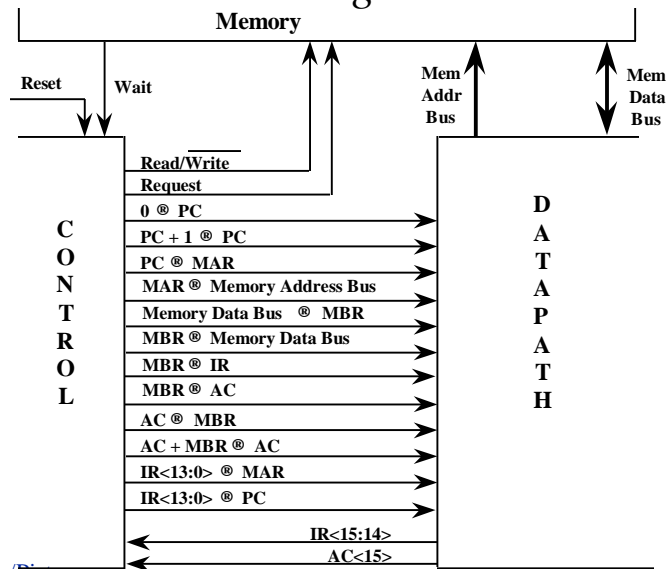 Memory
Reset
Wait
Mem
Addr
Bus
Mem
Data
Bus
Read/Write
Request
0 ® PC
PC + 1 ® PC
PC ® MAR
MAR ® Memory Address Bus
Memory Data Bus ® MBR
MBR ® Memory Data Bus
MBR ® IR
MBR ® AC
AC ® MBR
AC + MBR ® AC
IR<13:0> ® MAR
IR<13:0> ® PC
IR<15:14>
AC<15>
CONTROL
DATAPATH